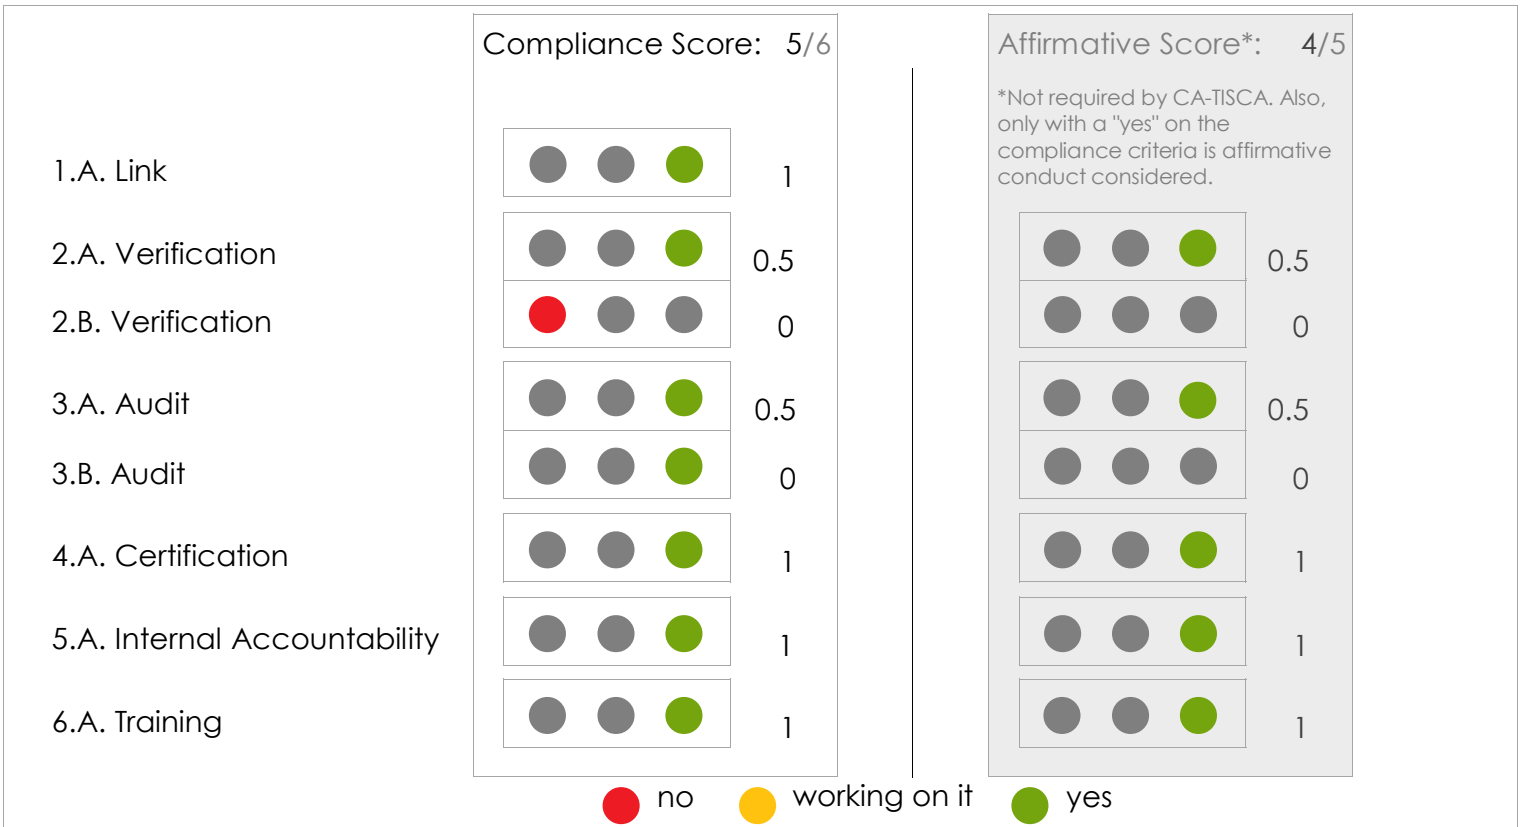 Compliance Score: 5/6
Affirmative Score*: 4/5
*Not required by CA-TISCA. Also,
only with a "yes" on the
compliance criteria is affirmative
conduct considered.
1.A. Link 1
2.A. Verification 0.5 0.5
2.B. Verification 0 0
3.A. Audit 0.5 0.5
3.B. Audit 0 0
4.A. Certification 1 1
5.A. Internal Accountability 1 1
6.A. Training 1 1
no working on it yes